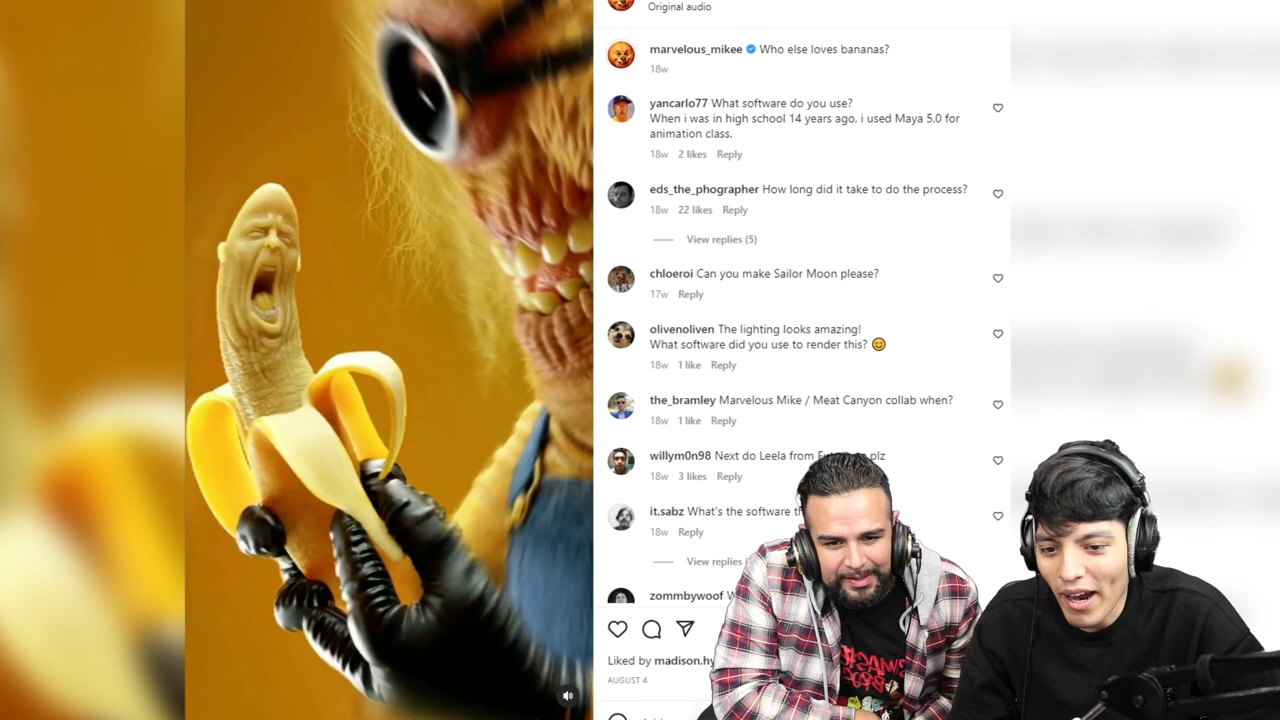 Original audio
marvelous_mikee Who else loves bananas?
18w
yancarlo77 What software do you use?
When i was in high school 14 years ago. i used Maya 5.0 for
animation class.
18w 2 likes Reply
eds_the_phographer How long did it take to do the process?
18w 22 likes Reply
View replies (5)
chloeroi Can you make Sailor Moon please?
17w Reply
olivenoliven The lighting looks amazing!
What software did you use to render this? 😊
18w 1 like Reply
the_bramley Marvelous Mike / Meat Canyon collab when?
18w 1 like Reply
willym0n98 Next do Leela from plz
18w 3 likes Reply
it.sabz What's the software
18w Reply
View replies
zommbywoof
Liked by
AUGUST 4